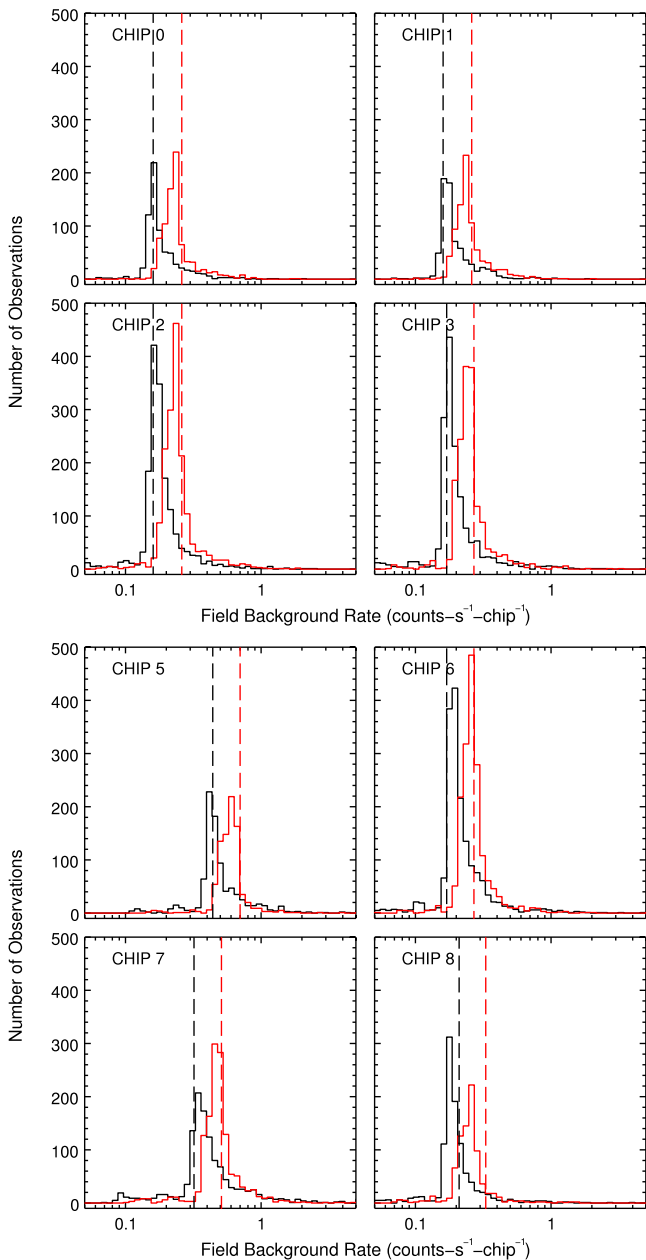 500
CHIP 0
CHIP 1
400
300
200
100
0
500
CHIP 2
CHIP 3
400
300
200
100
0
0.1 1 0.1 1
Number of Observations
Field Background Rate (counts−s⁻¹−chip⁻¹)
500
CHIP 5
CHIP 6
400
300
200
100
0
500
CHIP 7
CHIP 8
400
300
200
100
0
0.1 1 0.1 1
Number of Observations
Field Background Rate (counts−s⁻¹−chip⁻¹)